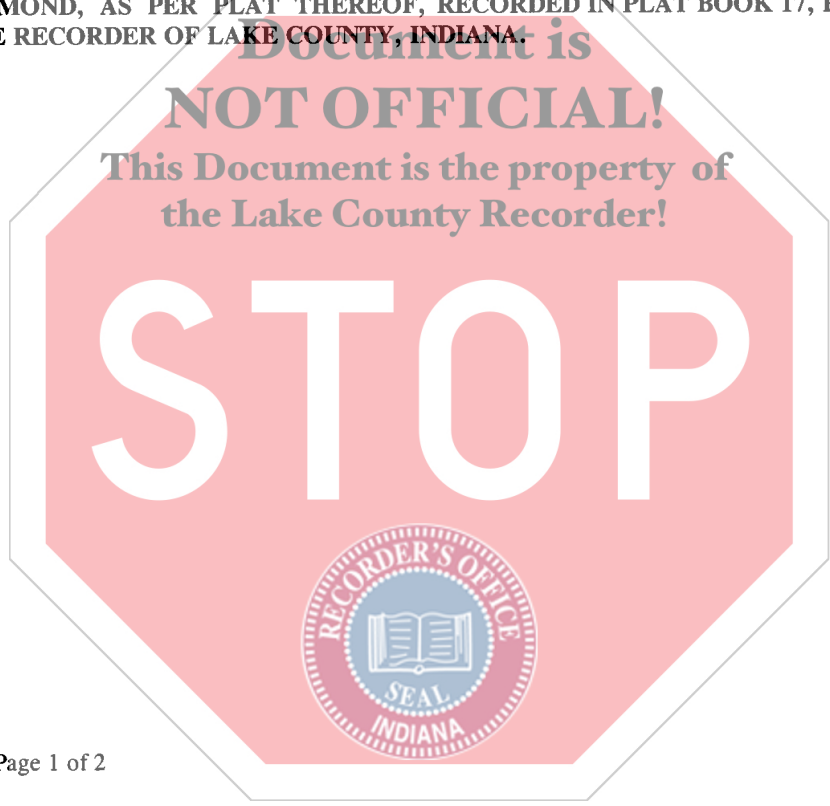 MOND, AS PER PLAT THEREOF, RECORDED IN PLAT BOOK 17,
RECORDER OF LAKE COUNTY, INDIANA.
Document is
NOT OFFICIAL!
This Document is the property of
the Lake County Recorder!
STOP
RECORDER'S OFFICE
SEAL
INDIANA
Page 1 of 2